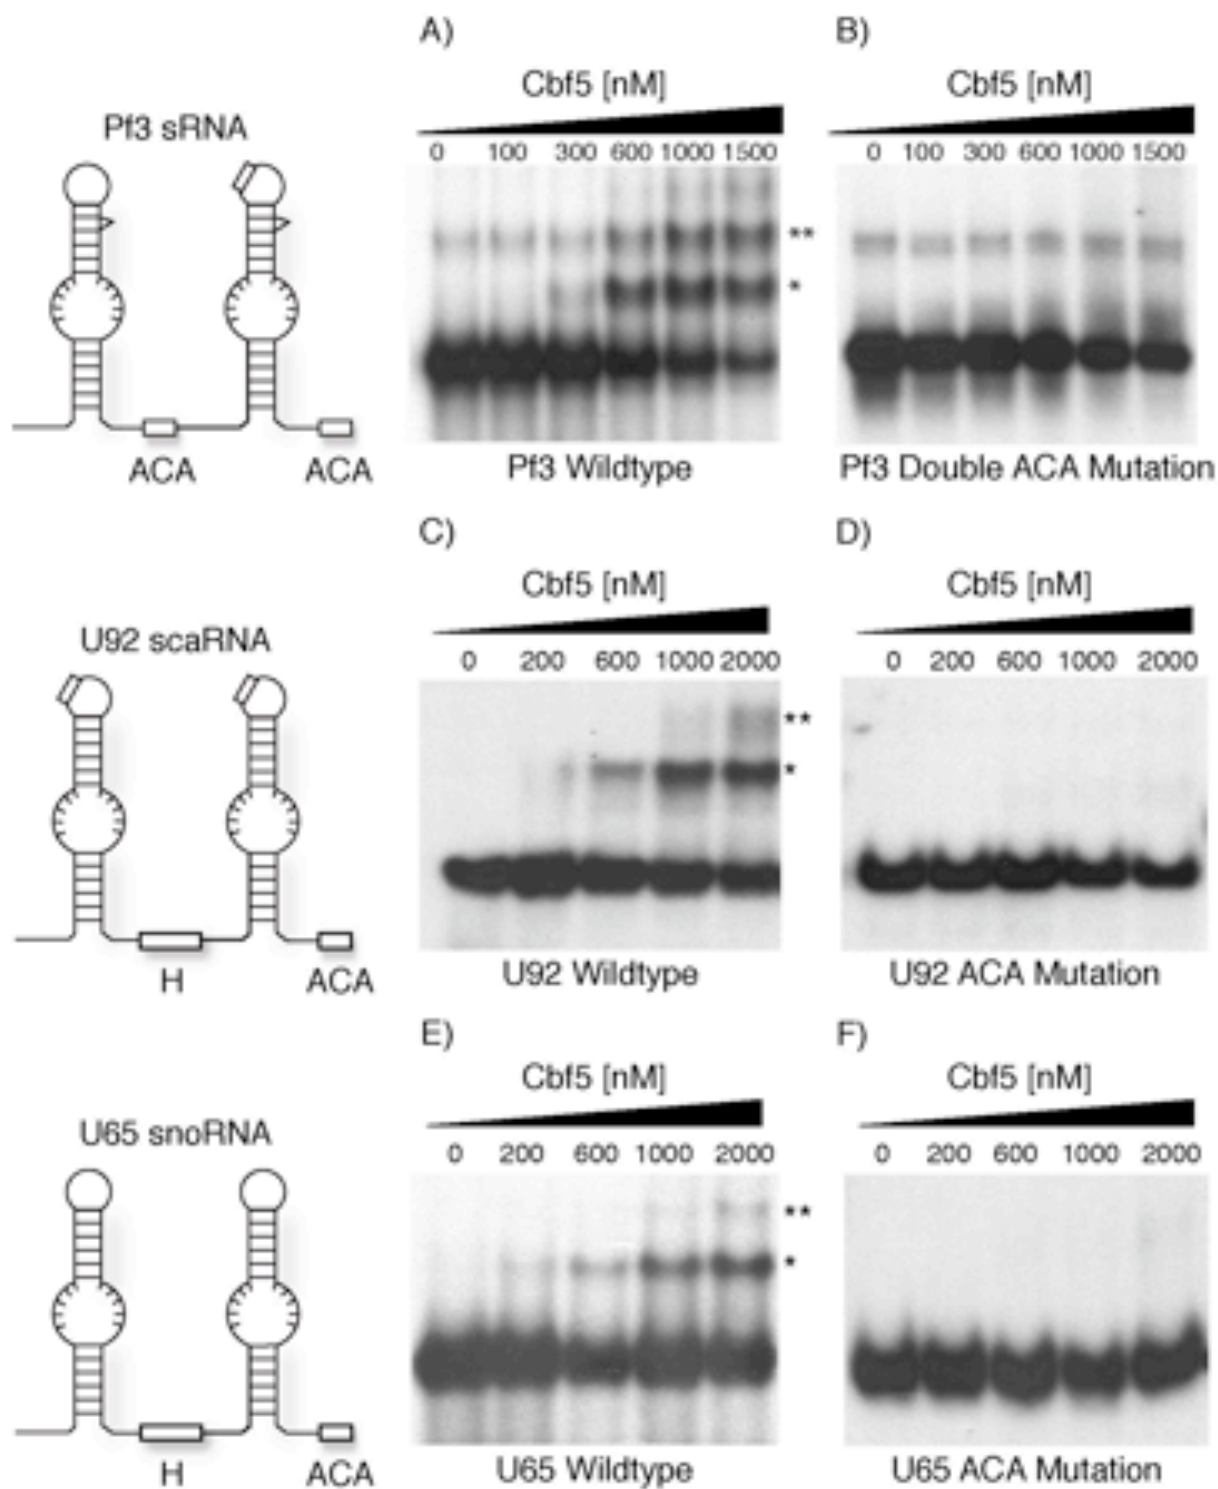 A)
B)
Cbf5 [nM]
Cbf5 [nM]
Pf3 sRNA
0 100 300 600 1000 1500
0 100 300 600 1000 1500
**
*
ACA
ACA
Pf3 Wildtype
Pf3 Double ACA Mutation
C)
D)
Cbf5 [nM]
Cbf5 [nM]
U92 scaRNA
0 200 600 1000 2000
0 200 600 1000 2000
**
*
H
ACA
U92 Wildtype
U92 ACA Mutation
E)
F)
Cbf5 [nM]
Cbf5 [nM]
U65 snoRNA
0 200 600 1000 2000
0 200 600 1000 2000
**
*
H
ACA
U65 Wildtype
U65 ACA Mutation